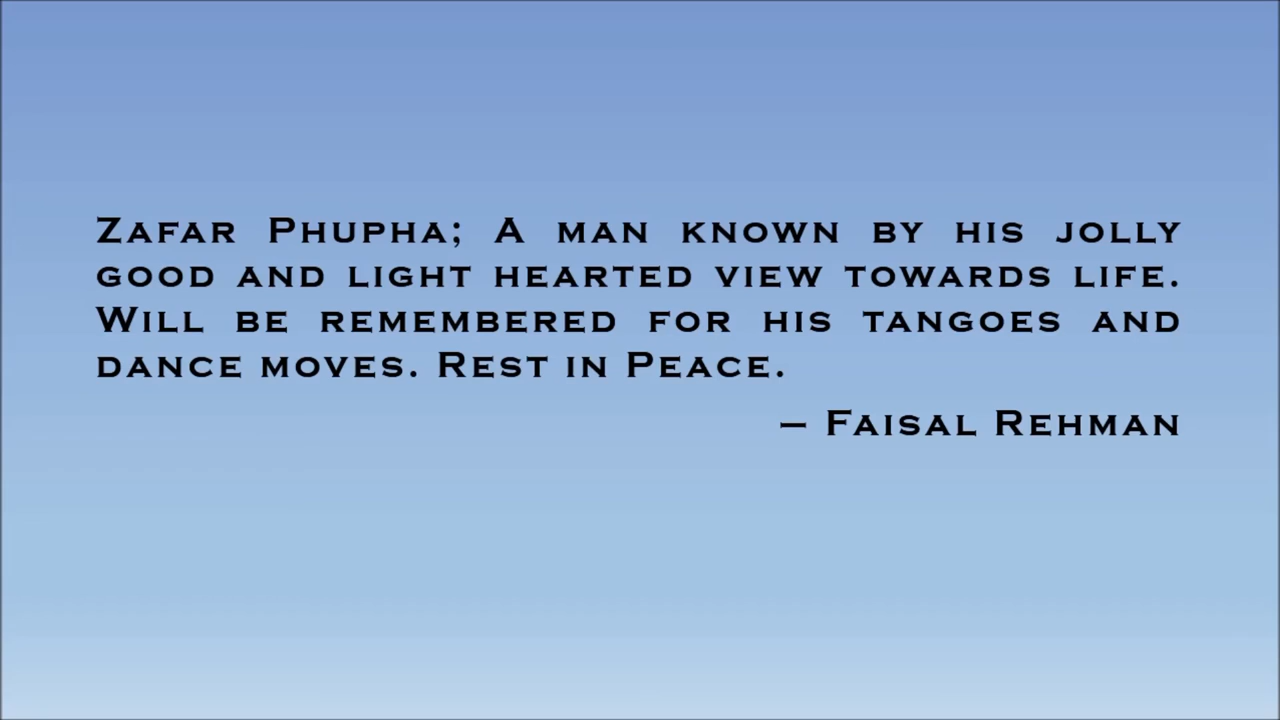 Zafar Phupha; A man known by his jolly
good and light hearted view towards life.
Will be remembered for his tangoes and
dance moves. Rest in Peace.
– Faisal Rehman